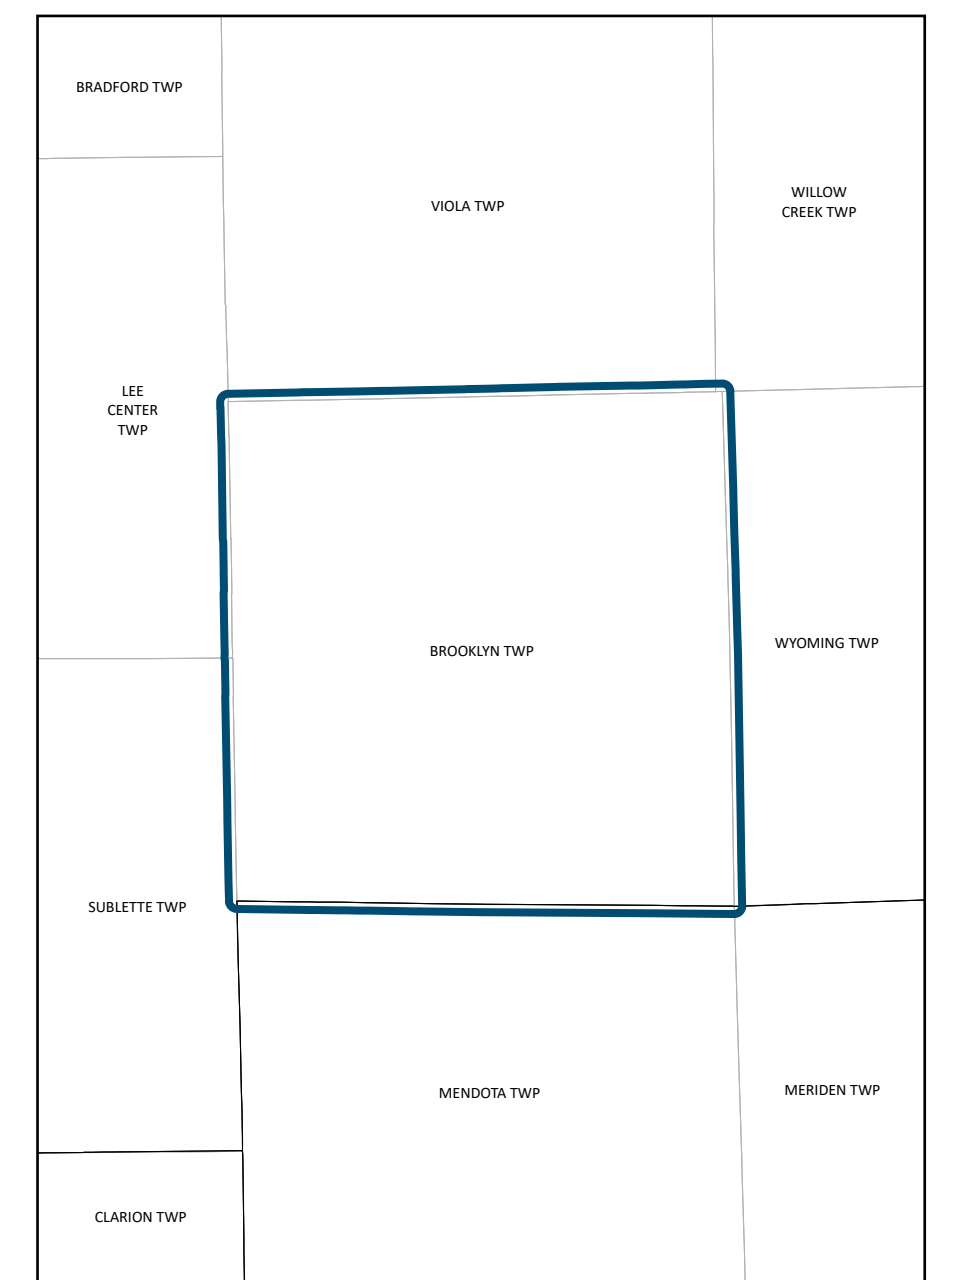 BRADFORD TWP
VIOLA TWP
WILLOW
CREEK TWP
LEE
CENTER
TWP
BROOKLYN TWP
WYOMING TWP
SUBLETTE TWP
MENDOTA TWP
MERIDEN TWP
CLARION TWP